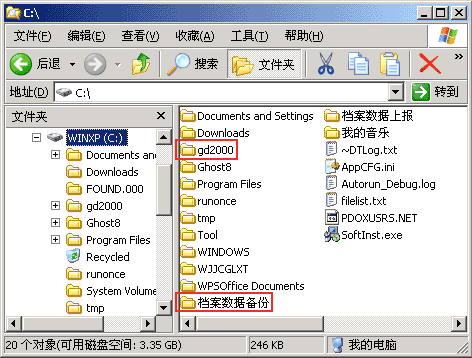 C:\
文件(F) 编辑(E) 查看(V) 收藏(A) 工具(T) 帮助(H)
后退 搜索 文件夹
地址(D) C:\ 转到
文件夹
WINXP (C:)
Documents and
Downloads
FOUND.000
gd2000
Ghost8
Program Files
Recycled
runonce
System Volume
tmp
Documents and Settings
Downloads
gd2000
Ghost8
Program Files
runonce
tmp
Tool
WINDOWS
WJJCGLXT
WPSOffice Documents
档案数据备份
档案数据上报
我的音乐
~DTLog.txt
AppCFG.ini
Autorun_Debug.log
filelist.txt
PDOXUSRS.NET
SoftInst.exe
20 个对象(可用磁盘空间: 3.35 GB) 246 KB 我的电脑